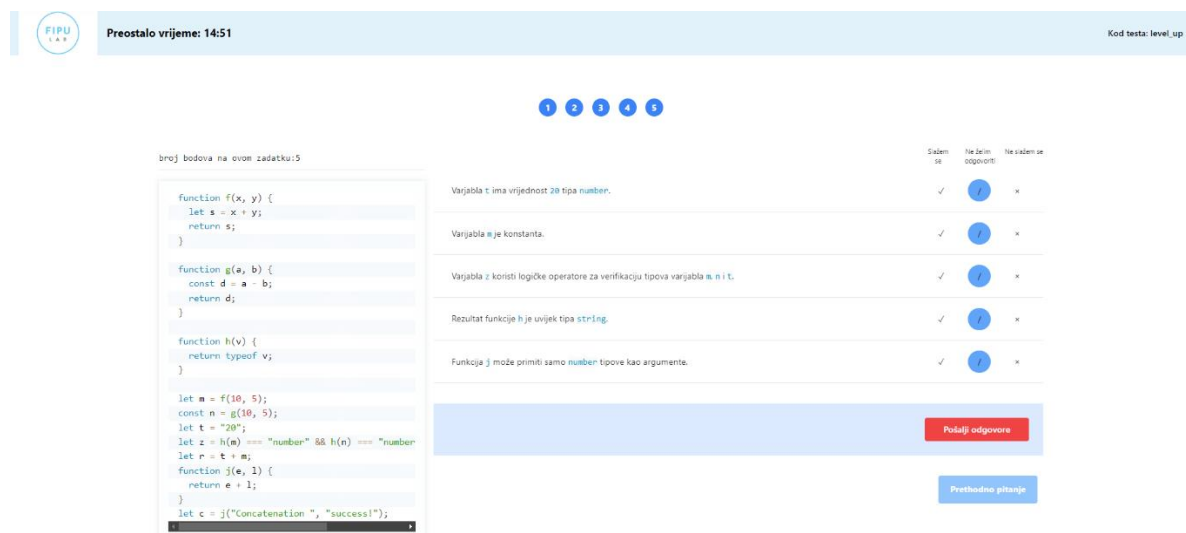 FIPU
LAB
Preostalo vrijeme: 14:51
Kod testa: level_up
1 2 3 4 5
broj bodova na ovom zadatku:5
Slažem se
Ne želim odgovoriti
Ne slažem se
function f(x, y) {
let s = x + y;
return s;
}
function g(a, b) {
const d = a - b;
return d;
}
function h(v) {
return typeof v;
}
let m = f(10, 5);
const n = g(10, 5);
let t = "20";
let z = h(m) === "number" && h(n) === "number
let r = t + m;
function j(e, l) {
return e + l;
}
let c = j("Concatenation ", "success!");
Varjabla t ima vrijednost 20 tipa number.
Varijabla m je konstanta.
Varjabla z koristi logičke operatore za verifikaciju tipova varijabla m, n i t.
Rezultat funkcije h je uvijek tipa string.
Funkcija j može primiti samo number tipove kao argumente.
Pošalji odgovore
Prethodno pitanje